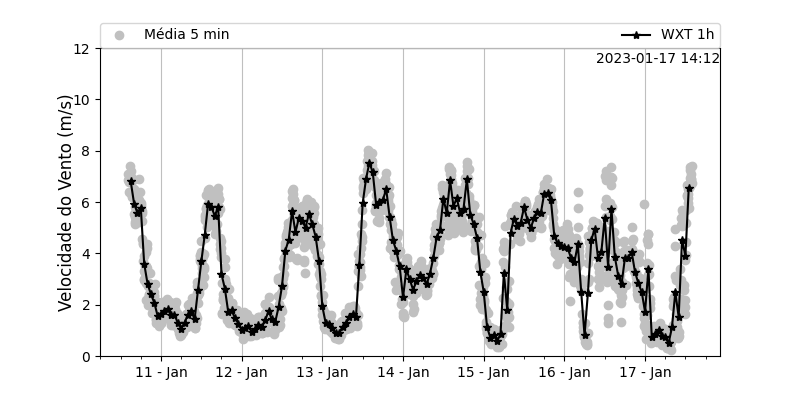 Média 5 min
WXT 1h
2023-01-17 14:12
Velocidade do Vento (m/s)
12
10
8
6
4
2
0
11 - Jan
12 - Jan
13 - Jan
14 - Jan
15 - Jan
16 - Jan
17 - Jan